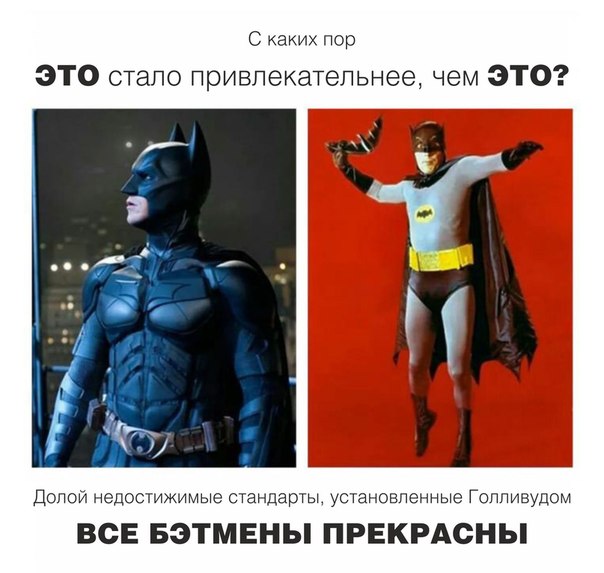 С каких пор
ЭТО стало привлекательнее, чем ЭТО?
Долой недостижимые стандарты, установленные Голливудом
ВСЕ БЭТМЕНЫ ПРЕКРАСНЫ